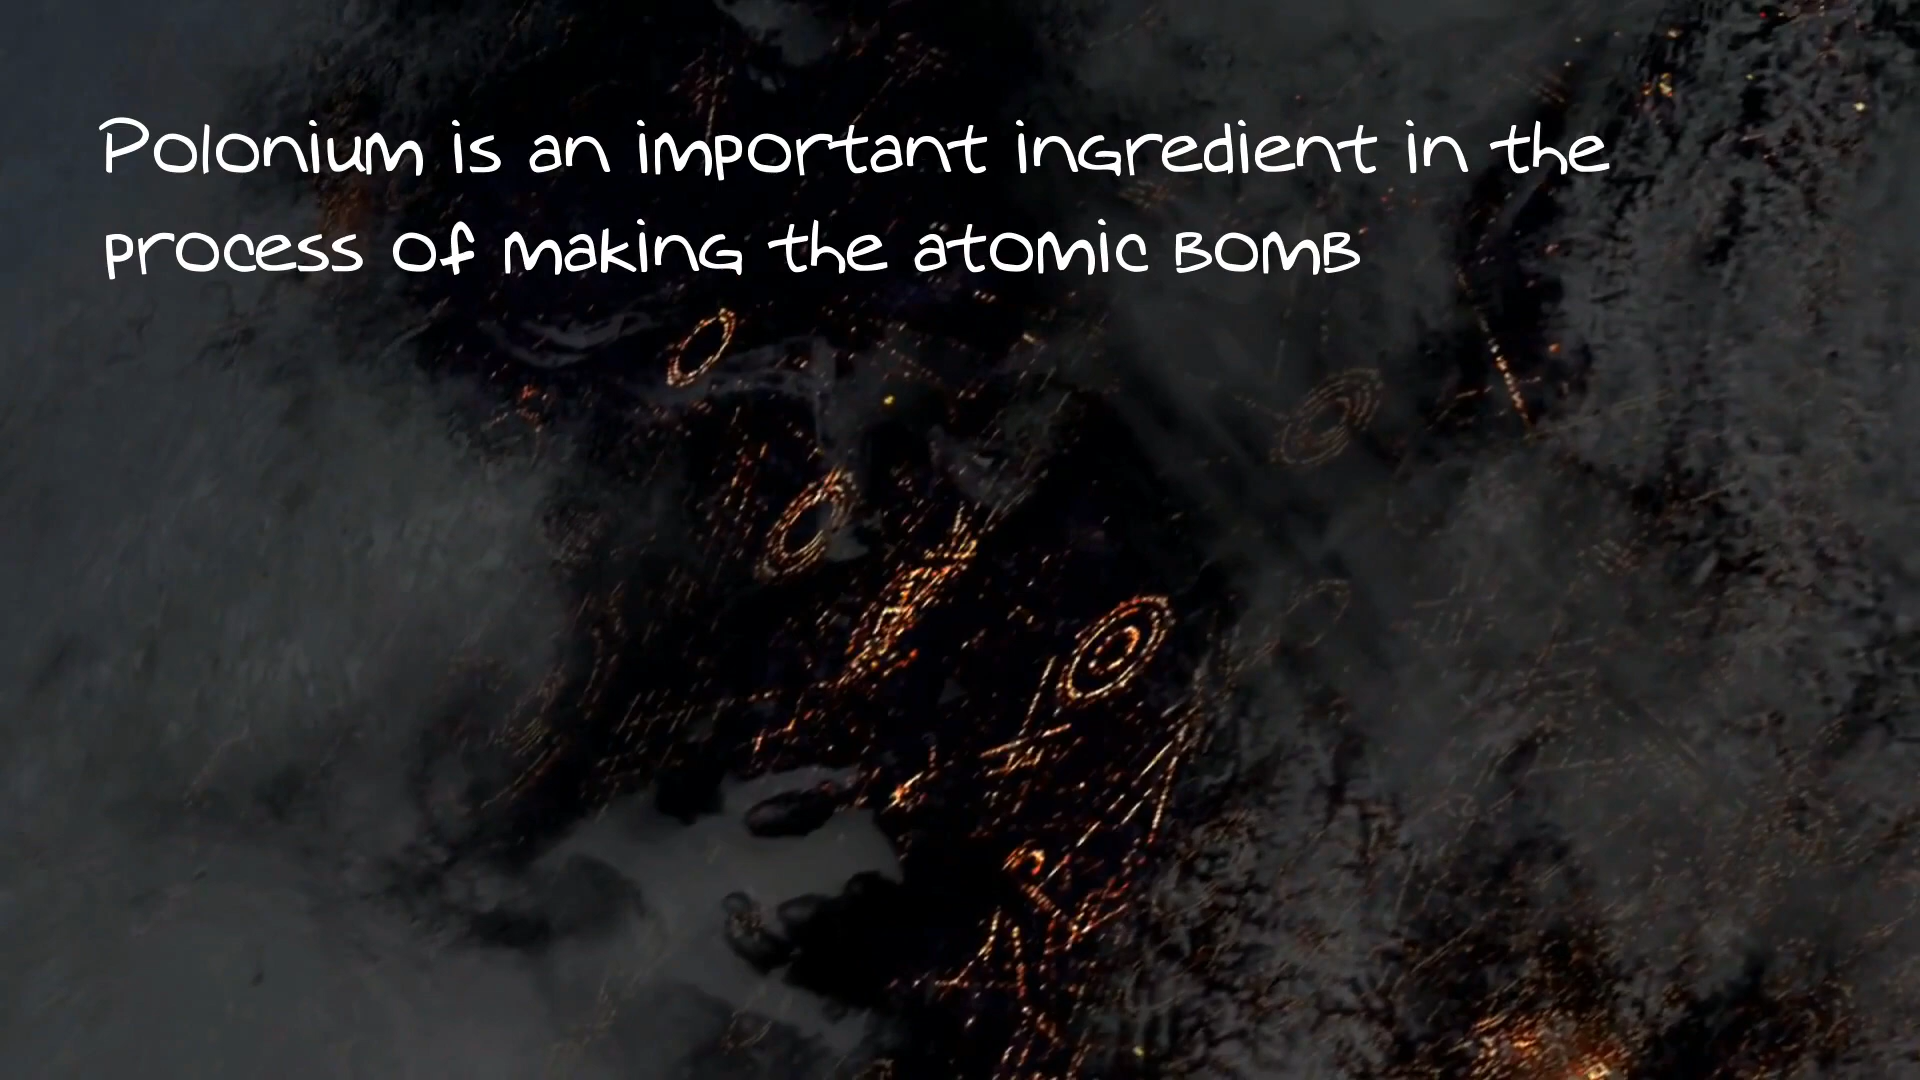 Polonium is an important ingredient in the
process of making the atomic BOMB